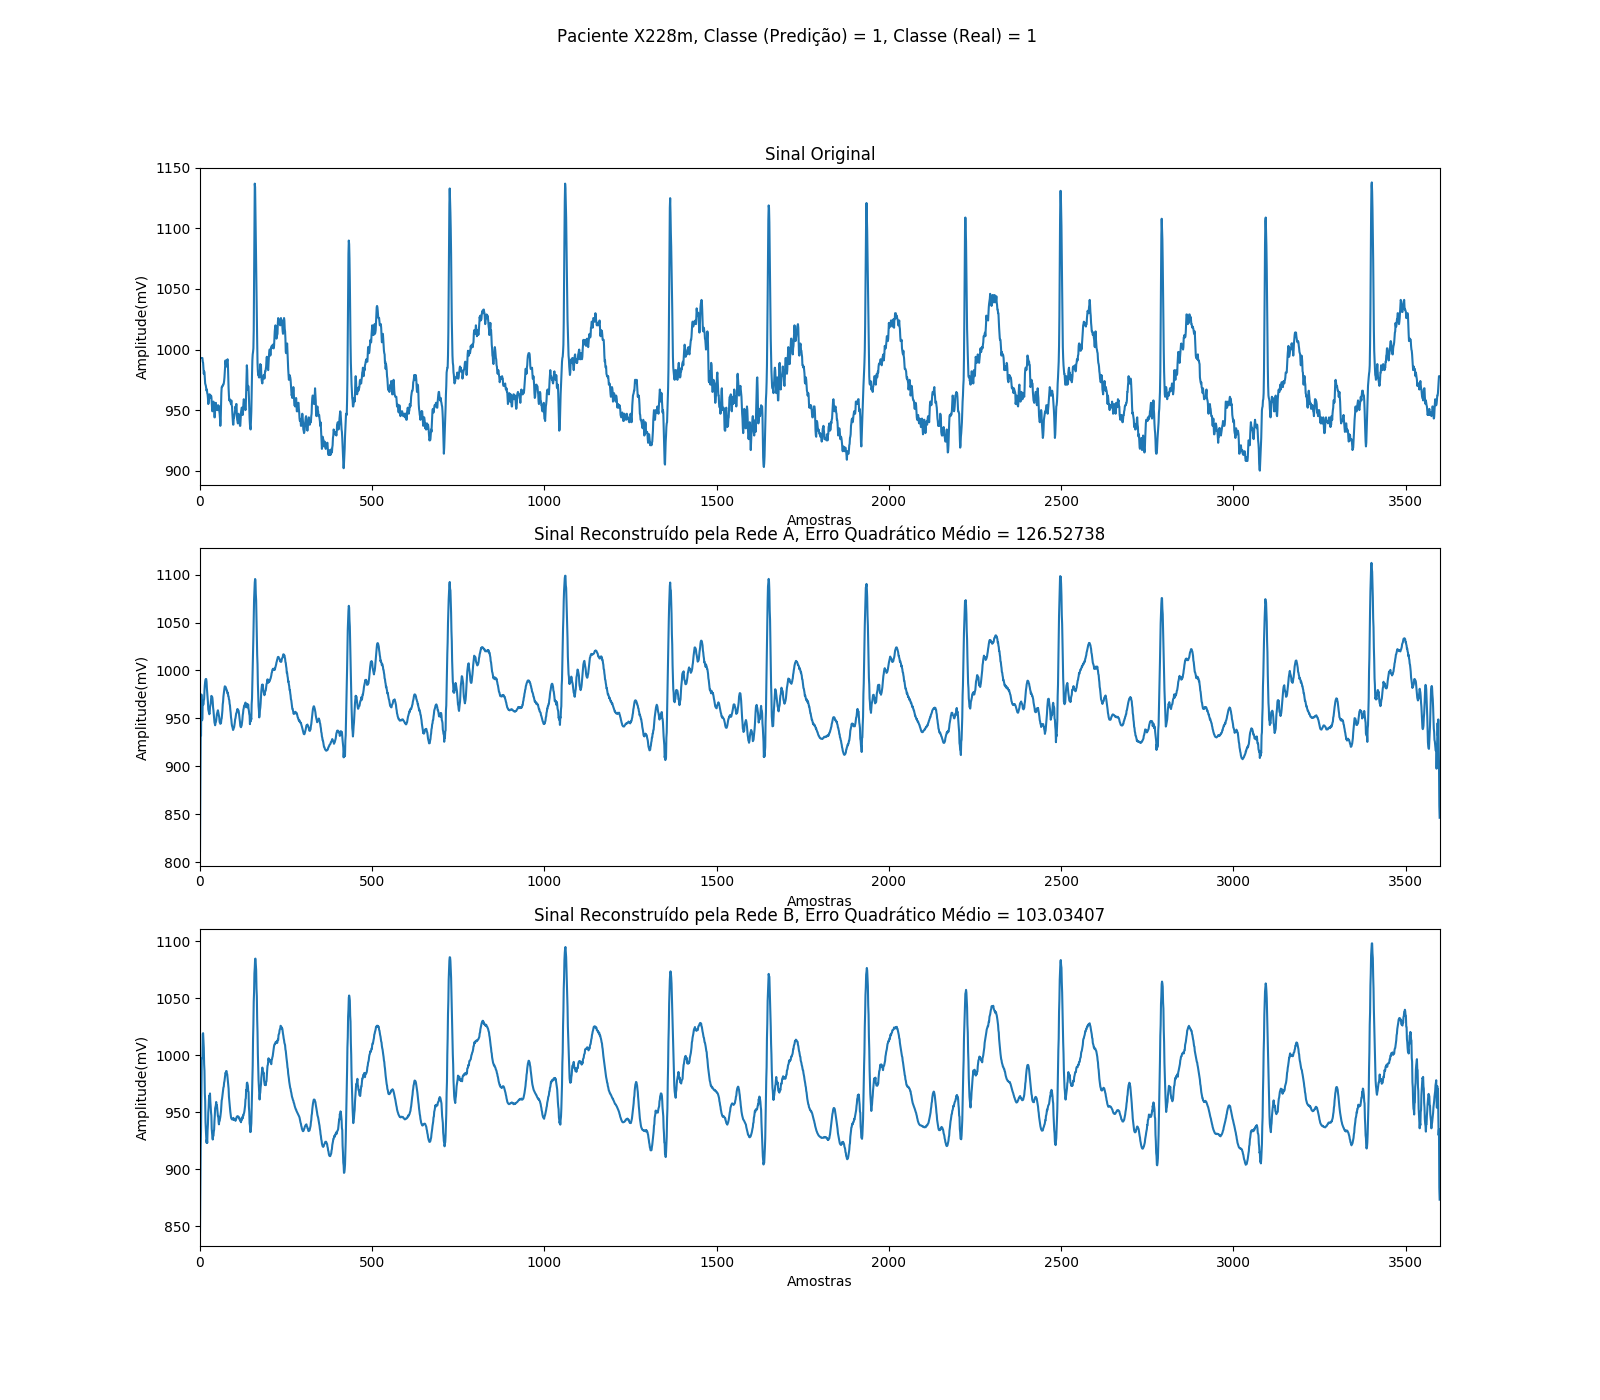 Paciente X228m, Classe (Predição) = 1, Classe (Real) = 1
Sinal Original
1150
1100
1050
1000
950
900
Amplitude(mV)
0 500 1000 1500 2000 2500 3000 3500
Amostras
Sinal Reconstruído pela Rede A, Erro Quadrático Médio = 126.52738
1100
1050
1000
950
900
850
800
Amplitude(mV)
0 500 1000 1500 2000 2500 3000 3500
Amostras
Sinal Reconstruído pela Rede B, Erro Quadrático Médio = 103.03407
1100
1050
1000
950
900
850
Amplitude(mV)
0 500 1000 1500 2000 2500 3000 3500
Amostras